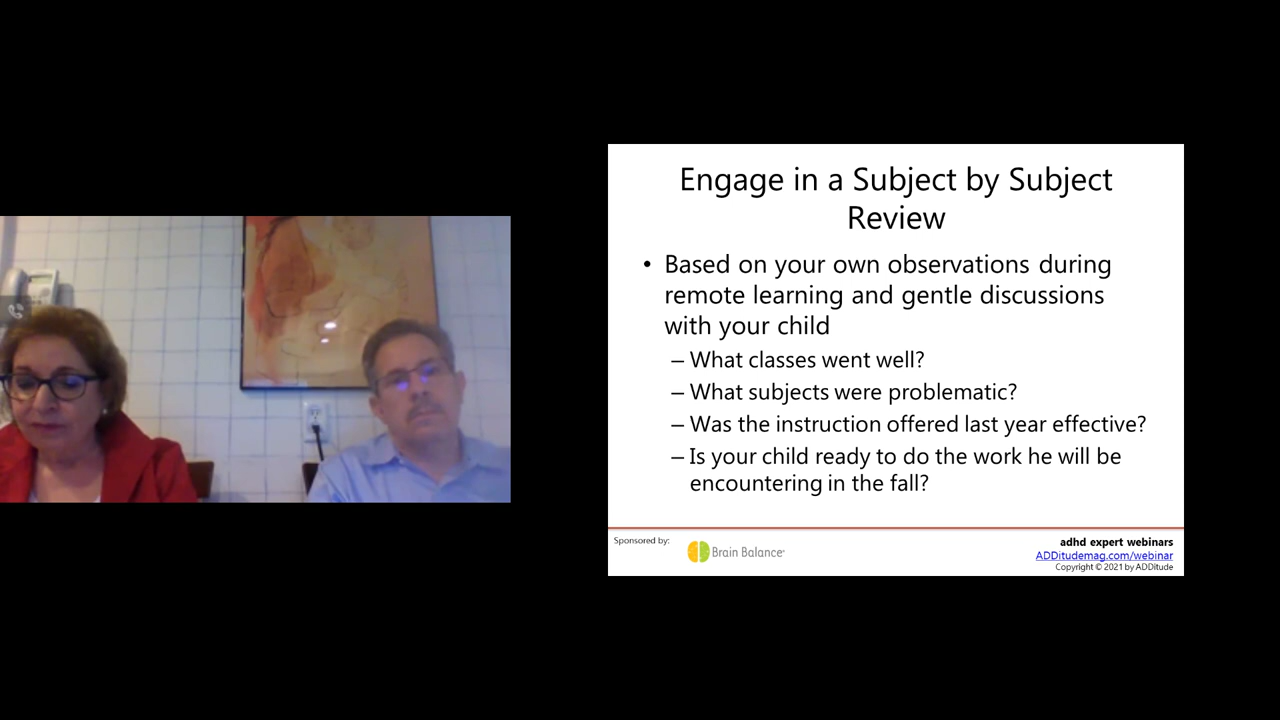 Engage in a Subject by Subject
Review
• Based on your own observations during
remote learning and gentle discussions
with your child
– What classes went well?
– What subjects were problematic?
– Was the instruction offered last year effective?
– Is your child ready to do the work he will be
encountering in the fall?
Sponsored by:
Brain Balance
adhd expert webinars
ADDitudemag.com/webinar
Copyright © 2021 by ADDitude